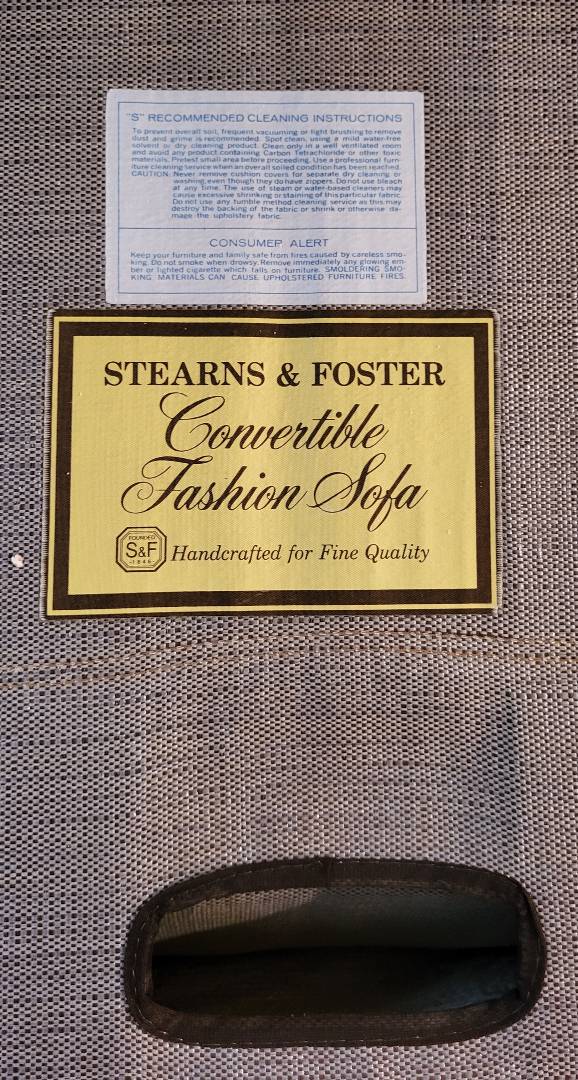 "S" RECOMMENDED CLEANING INSTRUCTIONS
To prevent overall soil, frequent vacuuming or light brushing to remove
dust and grime is recommended. Spot clean, using a mild water-free
solvent or dry cleaning product. Clean only in a well ventilated room
and avoid any product containing Carbon Tetrachloride or other toxic
materials. Pretest small area before proceeding. Use a professional furn-
iture cleaning service when an overall soiled condition has been reached.
CAUTION: Never remove cushion covers for separate dry cleaning or
washing, even though they do have zippers. Do not use bleach
at any time. The use of steam or water-based cleaners may
cause excessive shrinking or staining of this particular fabric.
Do not use any tumble method cleaning service as this may
destroy the backing of the fabric or shrink or otherwise da-
mage the upholstery fabric.
CONSUMER ALERT
Keep your furniture and family safe from fires caused by careless smo-
king. Do not smoke when drowsy. Remove immediately any glowing em-
ber or lighted cigarette which falls on furniture. SMOLDERING SMO-
KING MATERIALS CAN CAUSE UPHOLSTERED FURNITURE FIRES.
STEARNS & FOSTER
Convertible
Fashion Sofa
FOUNDED
S&F
-1846-
Handcrafted for Fine Quality